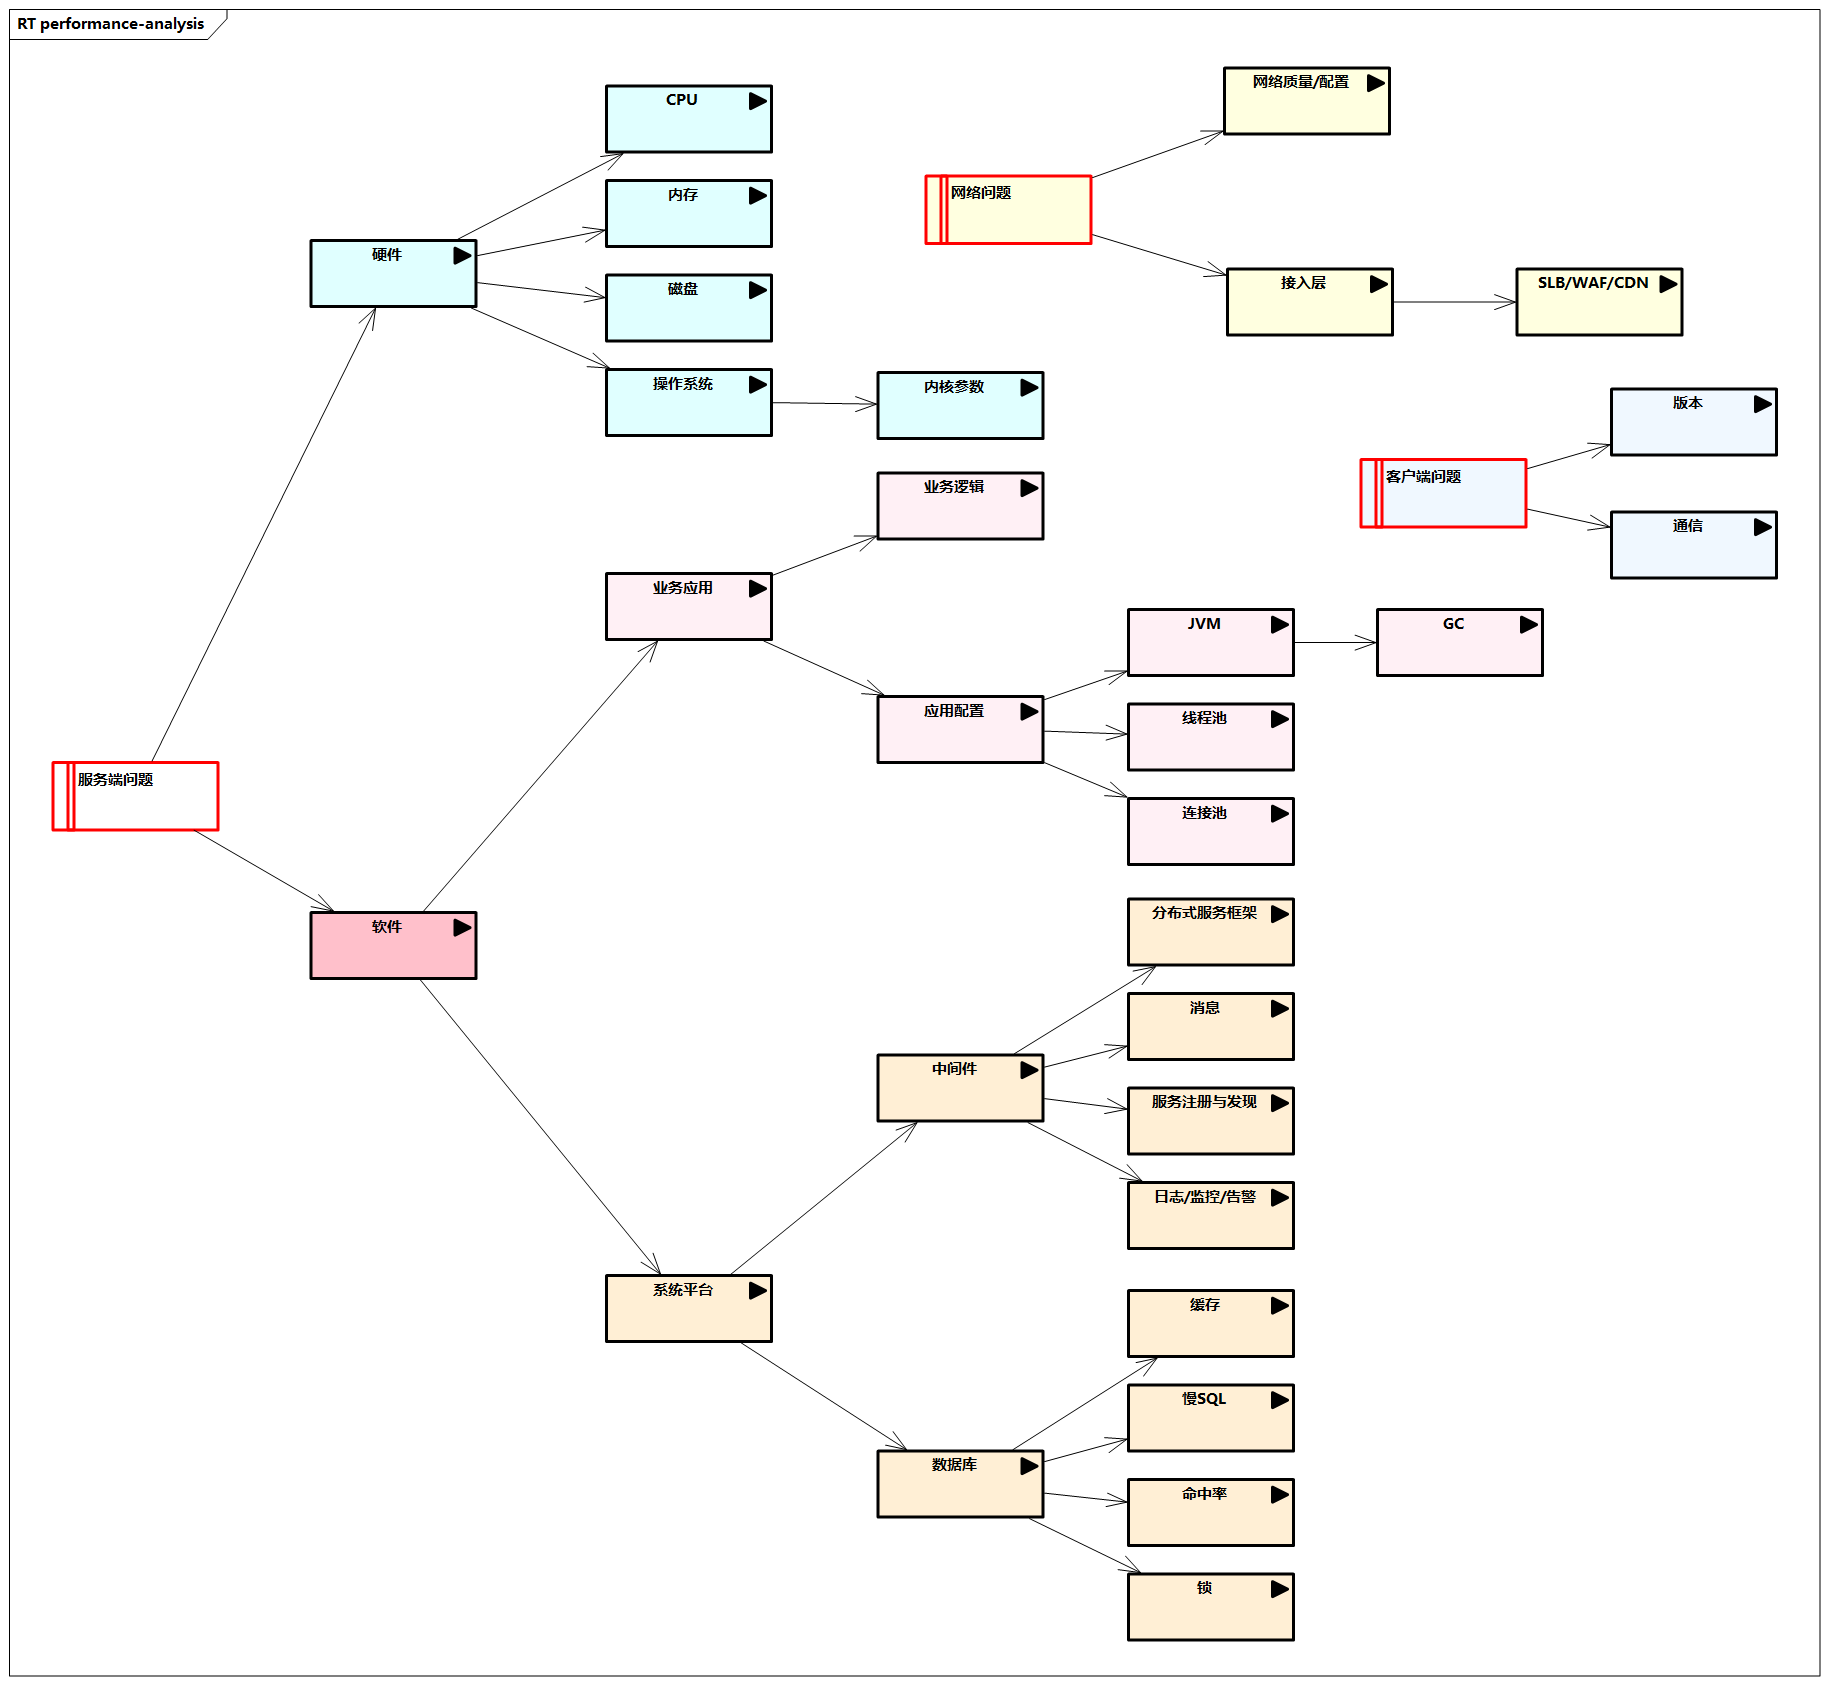 RT performance-analysis
网络质量/配置
CPU
内存
网络问题
硬件
接入层
SLB/WAF/CDN
磁盘
操作系统
内核参数
版本
客户端问题
业务逻辑
通信
业务应用
JVM
GC
应用配置
线程池
服务端问题
连接池
软件
分布式服务框架
消息
中间件
服务注册与发现
日志/监控/告警
系统平台
缓存
慢SQL
数据库
命中率
锁